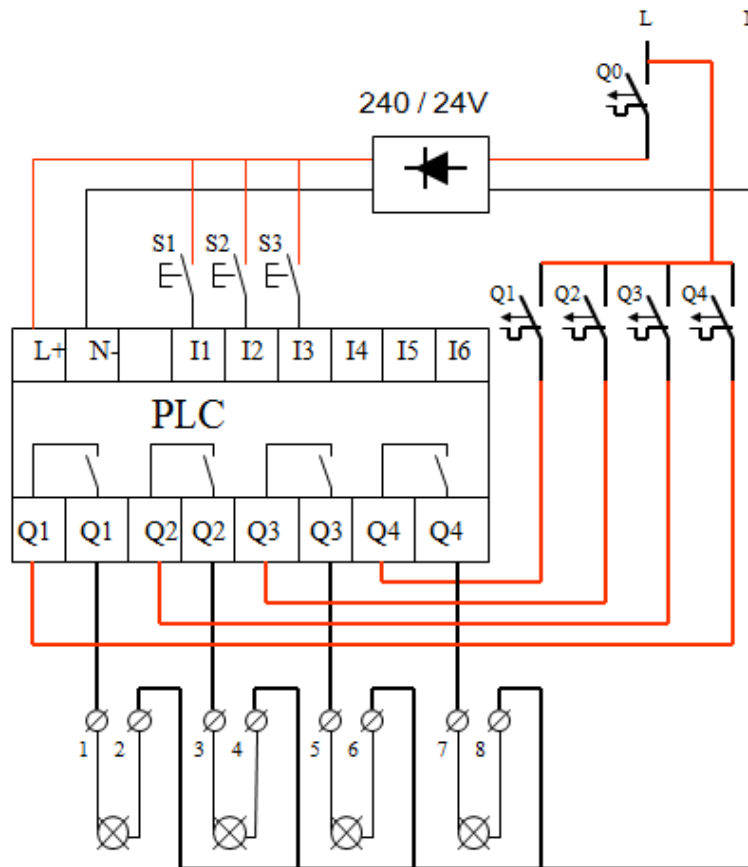 L
Q0
240 / 24V
S1 S2 S3
Q1 Q2 Q3 Q4
L+ N- I1 I2 I3 I4 I5 I6
PLC
Q1 Q1 Q2 Q2 Q3 Q3 Q4 Q4
1 2 3 4 5 6 7 8